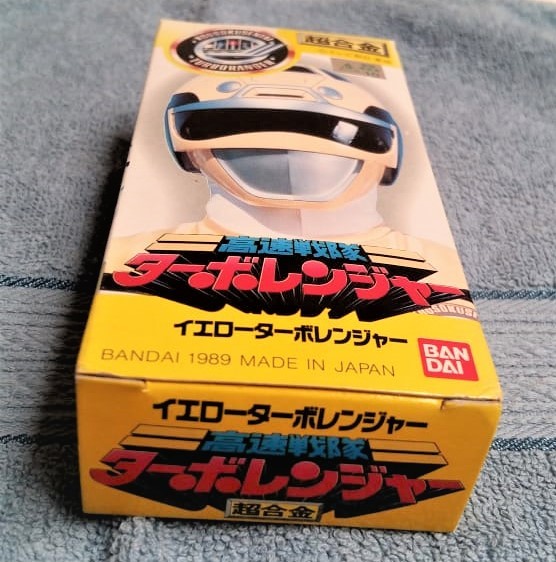 超合金
TURBORANGER
高速戦隊
ターボレンジャー
イエローターボレンジャー
BANDAI 1989 MADE IN JAPAN
BAN
DAI
イエローターボレンジャー
高速戦隊
ターボレンジャー
超合金